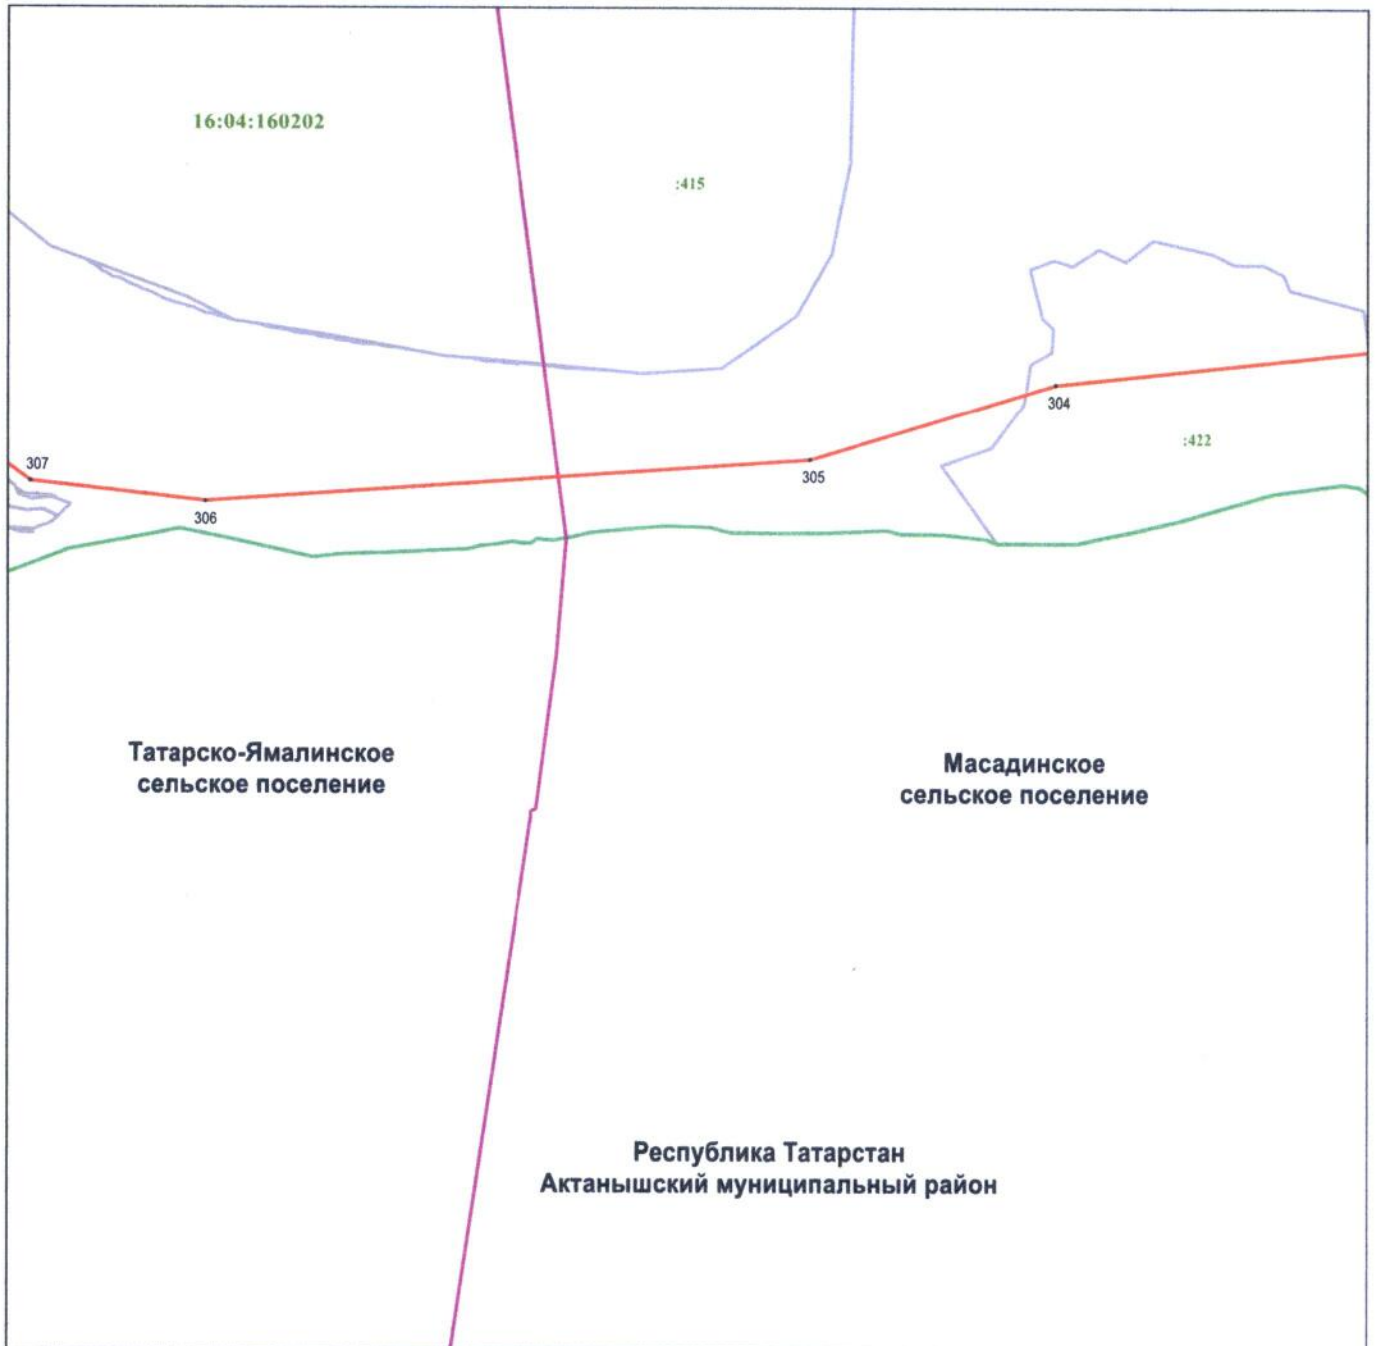 16:04:160202
:415
304
:422
307
305
306
Татарско-Ямалинское
сельское поселение
Масадинское
сельское поселение
Республика Татарстан
Актанышский муниципальный район